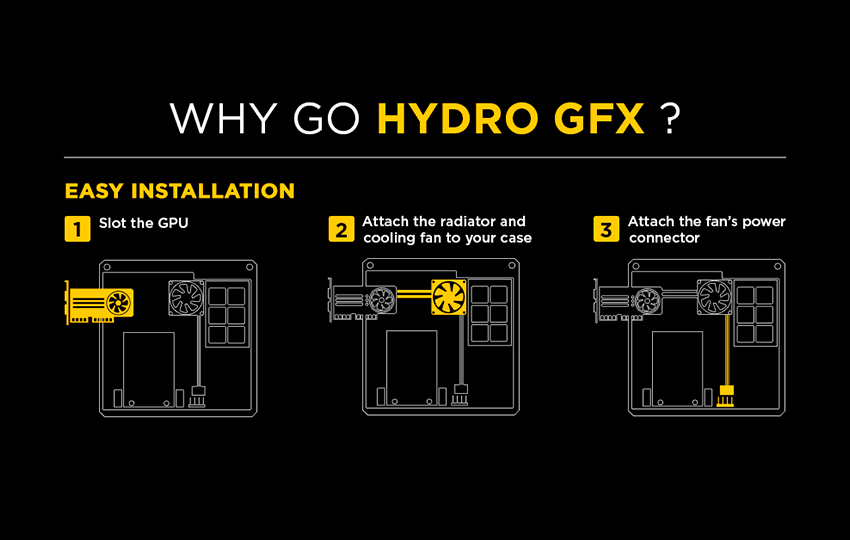 WHY GO HYDRO GFX ?
EASY INSTALLATION
1 Slot the GPU
2 Attach the radiator and
cooling fan to your case
3 Attach the fan's power
connector